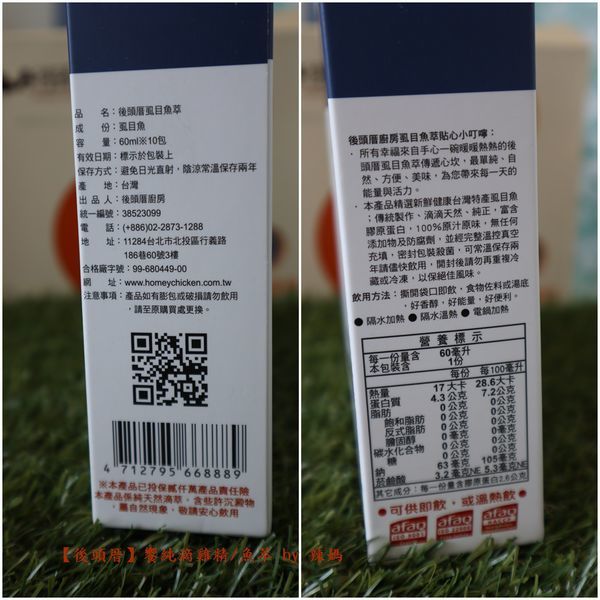 品　名：後頭厝虱目魚萃
成　份：虱目魚
容　量：60ml※10包
有效日期：標示於包裝上
保存方式：避免日光直射，陰涼常溫保存兩年
產　地：台灣
出 品 人：後頭厝廚房
統一編號：38523099
電　話：(+886)02-2873-1288
地　址：11284台北市北投區行義路
186巷60號3樓
合格廠字號：99-680449-00
網　址：www.homeychicken.com.tw
注意事項：產品如有膨包或破損請勿飲用
，請至原購買處更換。
4 712795 668889
※本產品已投保貳仟萬產品責任險
本產品係純天然滴萃，含些許沉澱物
屬自然現象，敬請安心飲用
後頭厝廚房虱目魚萃貼心小叮嚀：
·所有幸福來自手心一碗暖暖熱熱的後
頭厝虱目魚萃傳遞心坎，最單純、自
然、方便、美味，為您帶來每一天的
能量與活力。
·本產品精選新鮮健康台灣特產虱目魚
；傳統製作、滴滴天然、純正，富含
膠原蛋白，100%原汁原味，無任何
添加物及防腐劑，並經完整溫控真空
充填，密封包裝殺菌，可常溫保存兩
年請儘快飲用，開封後請勿再重複冷
藏或冷凍，以保絕佳風味。
飲用方法：撕開袋口即飲，食物佐料或湯底
，好香醇，好能量，好便利。
●隔水加熱 ●隔水溫熱 ●電鍋加熱
營養標示
每一份量含 60毫升
本包裝含 1份
每份 每100毫升
熱量 17大卡 28.6大卡
蛋白質 4.3公克 7.2公克
脂肪 0公克 0公克
飽和脂肪 0公克 0公克
反式脂肪 0公克 0公克
膽固醇 0毫克 0毫克
碳水化合物 0公克 0公克
糖 0公克 0公克
鈉 63毫克 105毫克
菸鹼酸 3.2毫克NE 5.3毫克NE
其它成分：每一份量含膠原蛋白2.6公克
●可供即飲，或溫熱飲●
afaq afaq afaq
ISO 9001 ISO 22000 HACCP
【後頭厝】饗純滴雞精/魚萃 by 辣媽